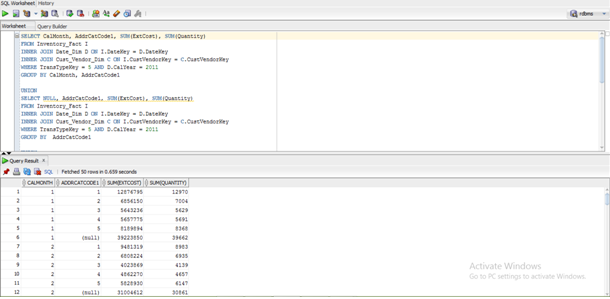 SQL Worksheet History
rdbms
Worksheet Query Builder
SELECT CalMonth, AddrCatCode1, SUM(ExtCost), SUM(Quantity)
FROM Inventory_Fact I
INNER JOIN Date_Dim D ON I.DateKey = D.DateKey
INNER JOIN Cust_Vendor_Dim C ON I.CustVendorKey = C.CustVendorKey
WHERE TransTypeKey = 5 AND D.CalYear = 2011
GROUP BY CalMonth, AddrCatCode1
UNION
SELECT NULL, AddrCatCode1, SUM(ExtCost), SUM(Quantity)
FROM Inventory_Fact I
INNER JOIN Date_Dim D ON I.DateKey = D.DateKey
INNER JOIN Cust_Vendor_Dim C ON I.CustVendorKey = C.CustVendorKey
WHERE TransTypeKey = 5 AND D.CalYear = 2011
GROUP BY AddrCatCode1
Query Result
SQL Fetched 50 rows in 0.659 seconds
CALMONTH ADDRCATCODE1 SUM(EXTCOST) SUM(QUANTITY)
1 1 1 12876795 12970
2 1 2 6856150 7004
3 1 3 5643236 5629
4 1 4 5657775 5691
5 1 5 8189894 8368
6 1 (null) 39223850 39662
7 2 1 9481319 8983
8 2 2 6808224 6935
9 2 3 4023869 4139
10 2 4 4862270 4657
11 2 5 5828930 6147
12 2 (null) 31004612 30861
Activate Windows
Go to PC settings to activate Windows.